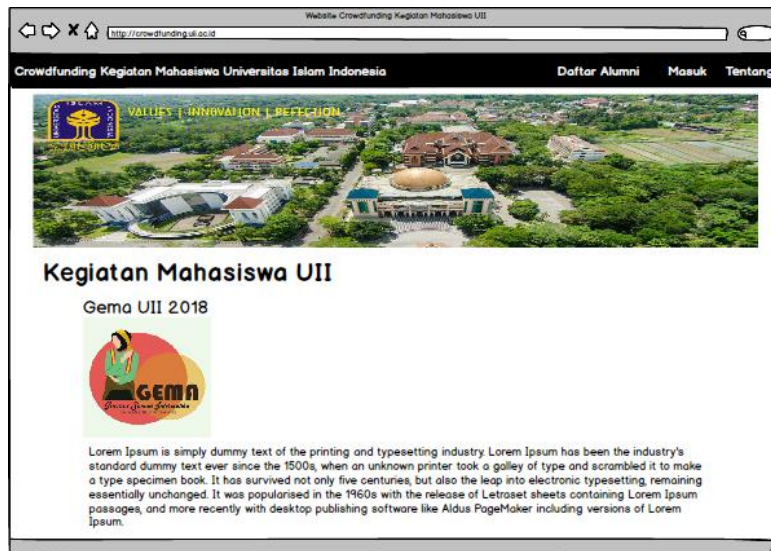 Website Crowdfunding Kegiatan Mahasiswa UII
http://crowdfunding.uii.ac.id
Crowdfunding Kegiatan Mahasiswa Universitas Islam Indonesia
Daftar Alumni
Masuk
Tentang
ISLAM
VALUES | INNOVATION | PEFECTION
Kegiatan Mahasiswa UII
Gema UII 2018
GEMA
Lorem Ipsum is simply dummy text of the printing and typesetting industry. Lorem Ipsum has been the industry's
standard dummy text ever since the 1500s, when an unknown printer took a galley of type and scrambled it to make
a type specimen book. It has survived not only five centuries, but also the leap into electronic typesetting, remaining
essentially unchanged. It was popularised in the 1960s with the release of Letraset sheets containing Lorem Ipsum
passages, and more recently with desktop publishing software like Aldus PageMaker including versions of Lorem
Ipsum.